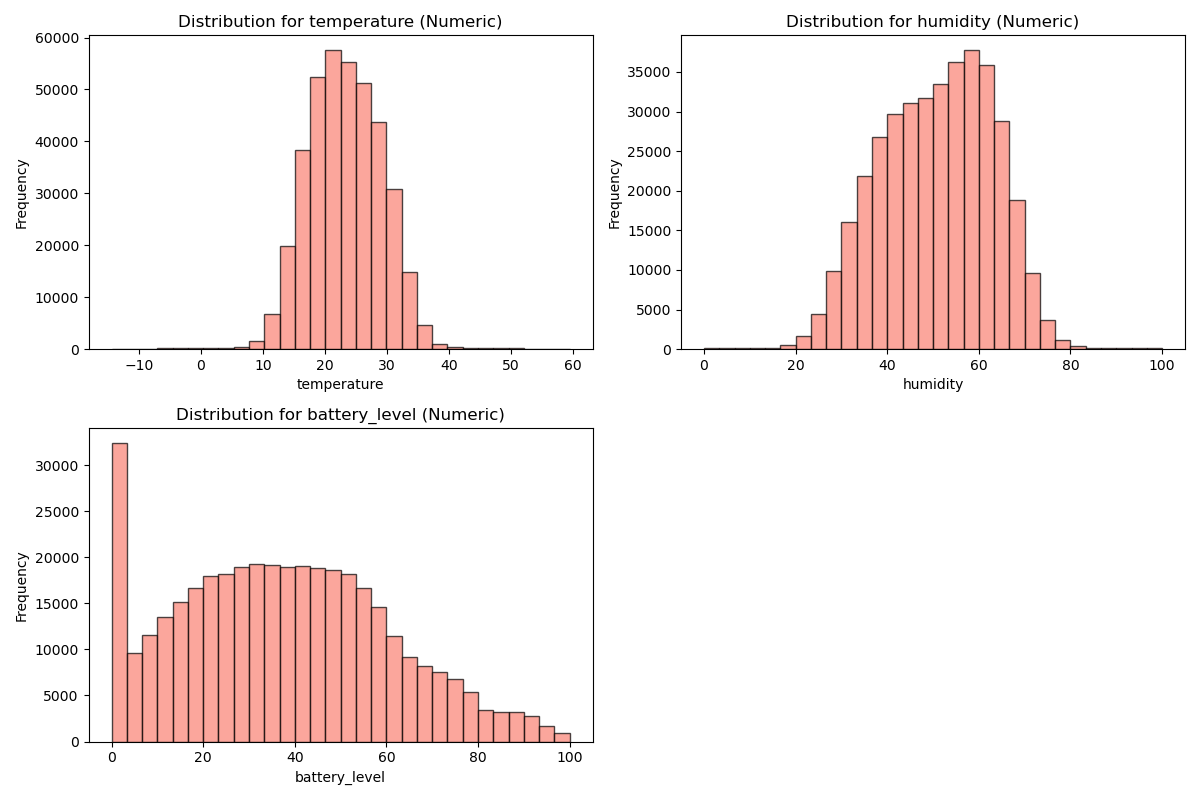 Distribution for temperature (Numeric)
60000
50000
40000
30000
20000
10000
0
Frequency
−10 0 10 20 30 40 50 60
temperature
Distribution for humidity (Numeric)
35000
30000
25000
20000
15000
10000
5000
0
Frequency
0 20 40 60 80 100
humidity
Distribution for battery_level (Numeric)
30000
25000
20000
15000
10000
5000
0
Frequency
0 20 40 60 80 100
battery_level